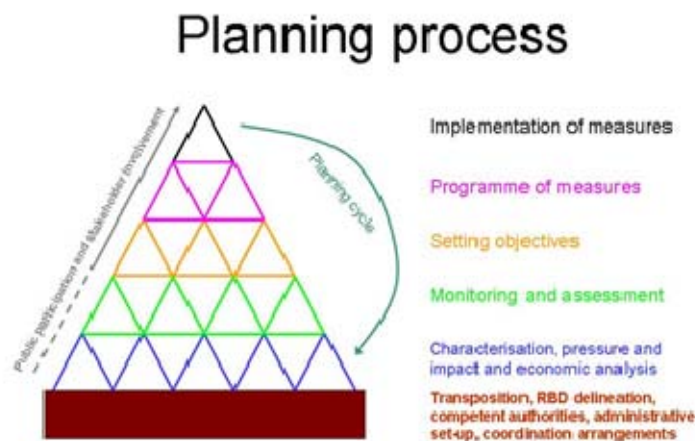 Planning process
Public participation and Stakeholder Involvement
Planning cycle
Implementation of measures
Programme of measures
Setting objectives
Monitoring and assessment
Characterisation, pressure and
impact and economic analysis
Transposition, RBD delineation,
competent authorities, administrative
set-up, coordination arrangements